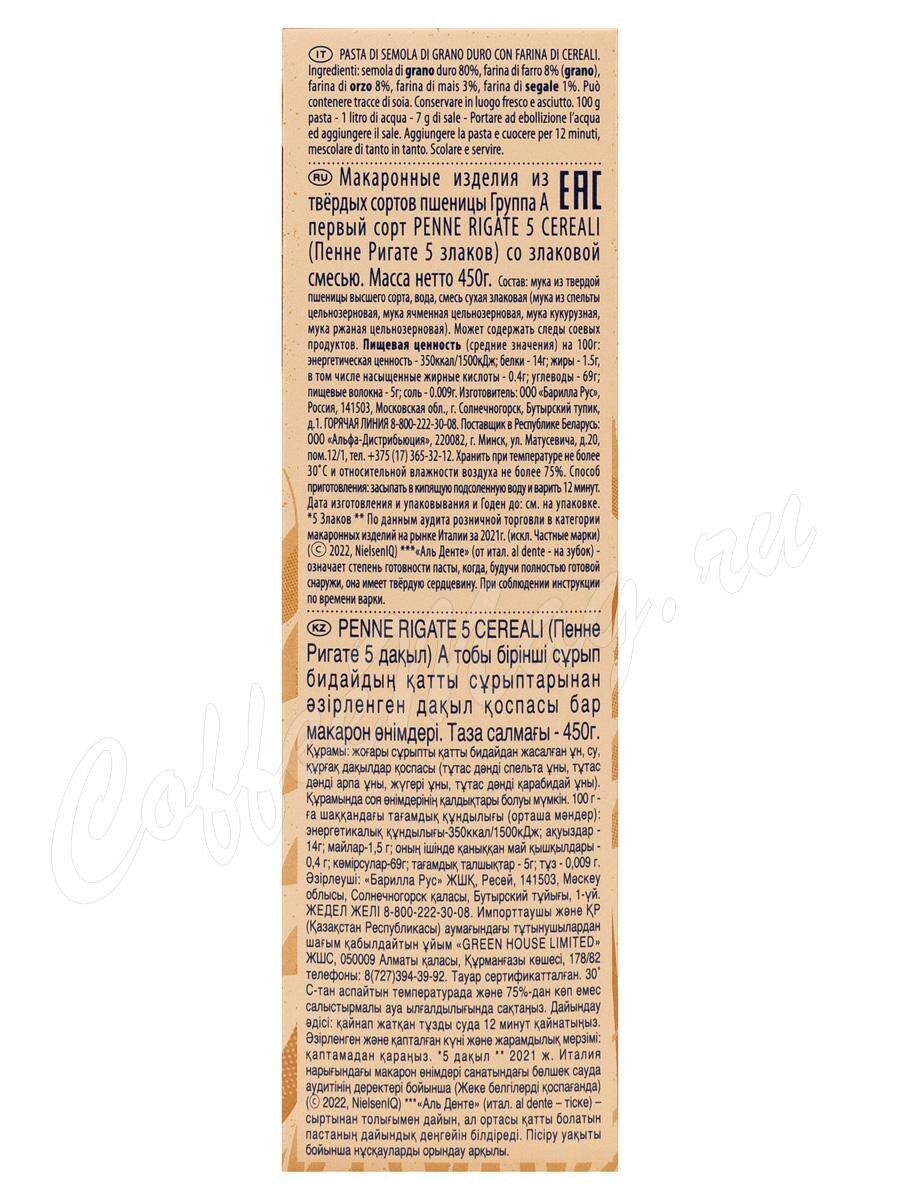 IT PASTA DI SEMOLA DI GRANO DURO CON FARINA DI CEREALI.
Ingredienti: semola di grano duro 80%, farina di farro 8% (grano),
farina di orzo 8%, farina di mais 3%, farina di segale 1%. Può
contenere tracce di soia. Conservare in luogo fresco e asciutto. 100 g
pasta - 1 litro di acqua - 7 g di sale - Portare ad ebollizione l'acqua
ed aggiungere il sale. Aggiungere la pasta e cuocere per 12 minuti,
mescolare di tanto in tanto. Scolare e servire.
RU Макаронные изделия из EAC
твёрдых сортов пшеницы Группа А
первый сорт PENNE RIGATE 5 CEREALI
(Пенне Ригате 5 злаков) со злаковой
смесью. Масса нетто 450г. Состав: мука из твердой
пшеницы высшего сорта, вода, смесь сухая злаковая (мука из спельты
цельнозерновая, мука ячменная цельнозерновая, мука кукурузная,
мука ржаная цельнозерновая). Может содержать следы соевых
продуктов. Пищевая ценность (средние значения) на 100г:
энергетическая ценность - 350ккал/1500кДж; белки - 14г; жиры - 1.5г,
в том числе насыщенные жирные кислоты - 0.4г; углеводы - 69г;
пищевые волокна - 5г; соль - 0.009г. Изготовитель: ООО «Барилла Рус»,
Россия, 141503, Московская обл., г. Солнечногорск, Бутырский тупик,
д.1. ГОРЯЧАЯ ЛИНИЯ 8-800-222-30-08. Поставщик в Республике Беларусь:
ООО «Альфа-Дистрибьюция», 220082, г. Минск, ул. Матусевича, д.20,
пом.12/1, тел. +375 (17) 365-32-12. Хранить при температуре не более
30˚С и относительной влажности воздуха не более 75%. Способ
приготовления: засыпать в кипящую подсоленную воду и варить 12 минут.
Дата изготовления и упаковывания и Годен до: см. на упаковке.
*5 Злаков ** По данным аудита розничной торговли в категории
макаронных изделий на рынке Италии за 2021г. (искл. Частные марки)
(© 2022, NielsenIQ) ***«Аль Денте» (от итал. al dente - на зубок) -
означает степень готовности пасты, когда, будучи полностью готовой
снаружи, она имеет твёрдую сердцевину. При соблюдении инструкции
по времени варки.
KZ PENNE RIGATE 5 CEREALI (Пенне
Ригате 5 дақыл) А тобы бірінші сұрып
бидайдың қатты сұрыптарынан
әзірленген дақыл қоспасы бар
макарон өнімдері. Таза салмағы - 450г.
Құрамы: жоғары сұрыпты қатты бидайдан жасалған ұн, су,
құрғақ дақылдар қоспасы (тұтас дәнді спельта ұны, тұтас
дәнді арпа ұны, жүгері ұны, тұтас дәнді қарабидай ұны).
Құрамында соя өнімдерінің қалдықтары болуы мүмкін. 100 г -
ға шаққандағы тағамдық құндылығы (орташа мәндер):
энергетикалық құндылығы-350ккал/1500кДж; ақуыздар -
14г; майлар-1,5 г; оның ішінде қаныққан май қышқылдары -
0,4 г; көмірсулар-69г; тағамдық талшықтар - 5г; тұз - 0,009 г.
Әзірлеуші: «Барилла Рус» ЖШҚ, Ресей, 141503, Мәскеу
облысы, Солнечногорск қаласы, Бутырский тұйығы, 1-үй.
ЖЕДЕЛ ЖЕЛІ 8-800-222-30-08. Импорттаушы және ҚР
(Қазақстан Республикасы) аумағындағы тұтынушылардан
шағым қабылдайтын ұйым «GREEN HOUSE LIMITED»
ЖШС, 050009 Алматы қаласы, Құрманғазы көшесі, 178/82
телефоны: 8(727)394-39-92. Тауар сертификатталған. 30˚
С-тан аспайтын температурада және 75%-дан көп емес
салыстырмалы ауа ылғалдылығында сақтаңыз. Дайындау
әдісі: қайнап жатқан тұзды суда 12 минут қайнатыңыз.
Әзірленген және қапталған күні және жарамдылық мерзімі:
қаптамадан қараңыз. *5 дақыл ** 2021 ж. Италия
нарығындағы макарон өнімдері санатындағы бөлшек сауда
аудитінің деректері бойынша (Жеке белгілерді қоспағанда)
(© 2022, NielsenIQ) ***«Аль Денте» (итал. al dente – тіске) –
сыртынан толығымен дайын, ал ортасы қатты болатын
пастаның дайындық деңгейін білдіреді. Пісіру уақыты
бойынша нұсқауларды орындау арқылы.
CoffeeMag.ru